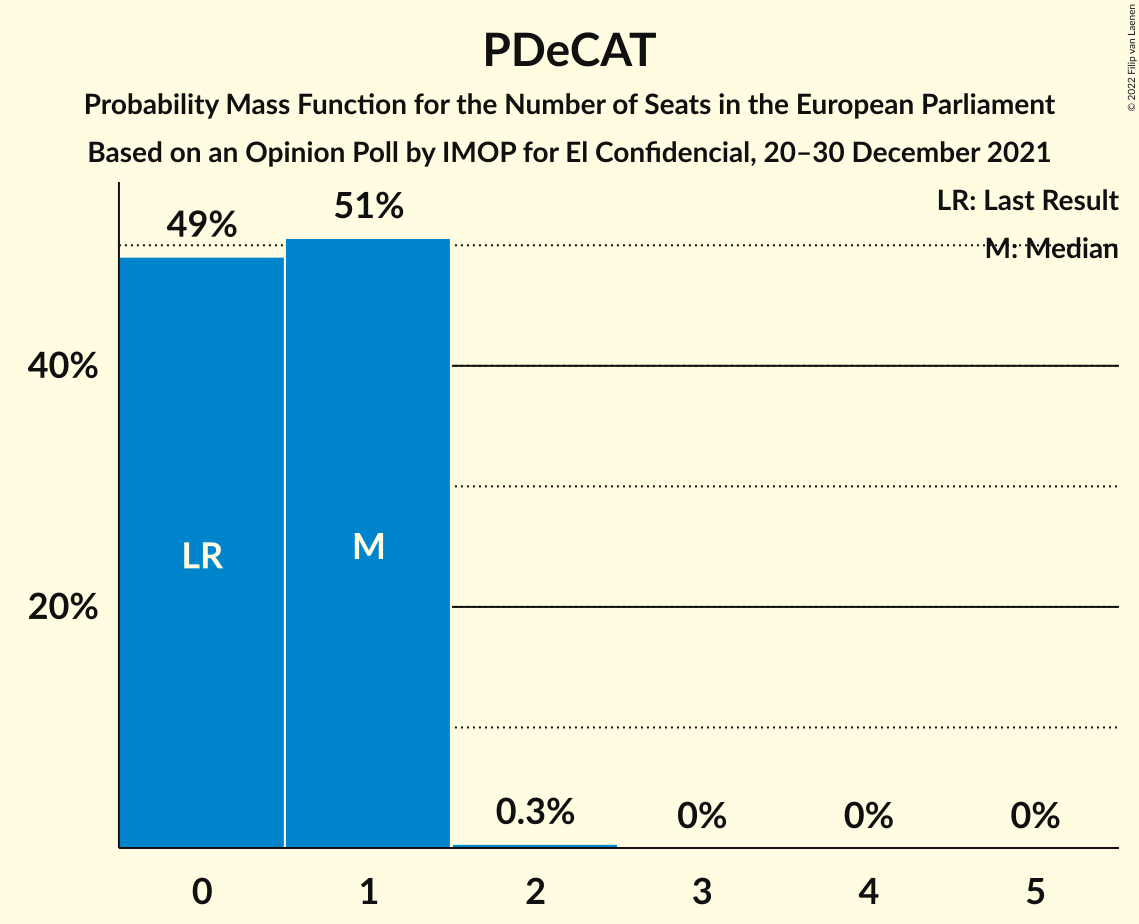 PDeCAT
Probability Mass Function for the Number of Seats in the European Parliament
Based on an Opinion Poll by IMOP for El Confidencial, 20–30 December 2021
© 2022 Filip van Laenen
LR: Last Result
M: Median
49%
51%
40%
LR
M
20%
0.3%
0%
0%
0%
0
1
2
3
4
5